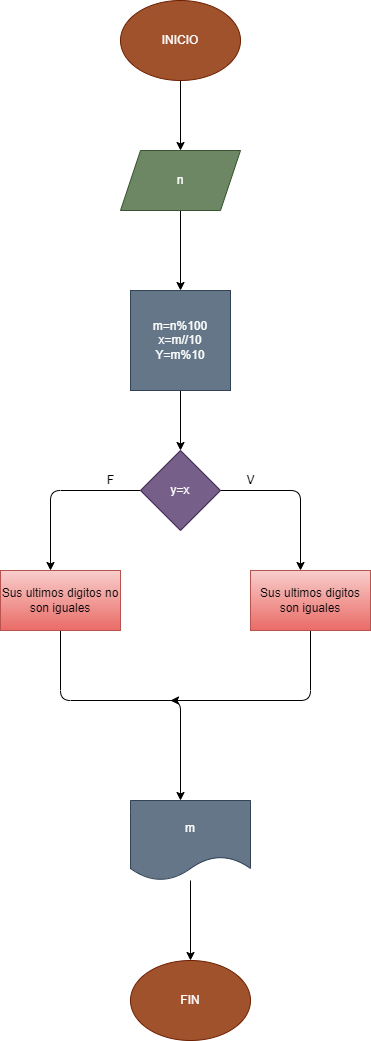 INICIO
n
m=n%100
x=m//10
Y=m%10
y=x
F
V
Sus ultimos digitos no
son iguales
Sus ultimos digitos
son iguales
m
FIN